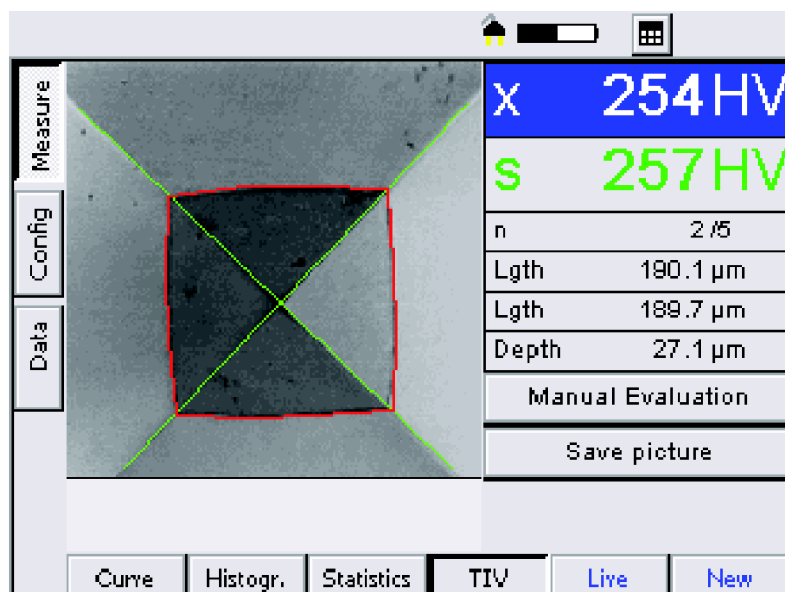 Measure
Config
Data
X 254 HV
S 257 HV
n 2/5
Lgth 190.1 µm
Lgth 189.7 µm
Depth 27.1 µm
Manual Evaluation
Save picture
Curve Histogr. Statistics TIV Live New